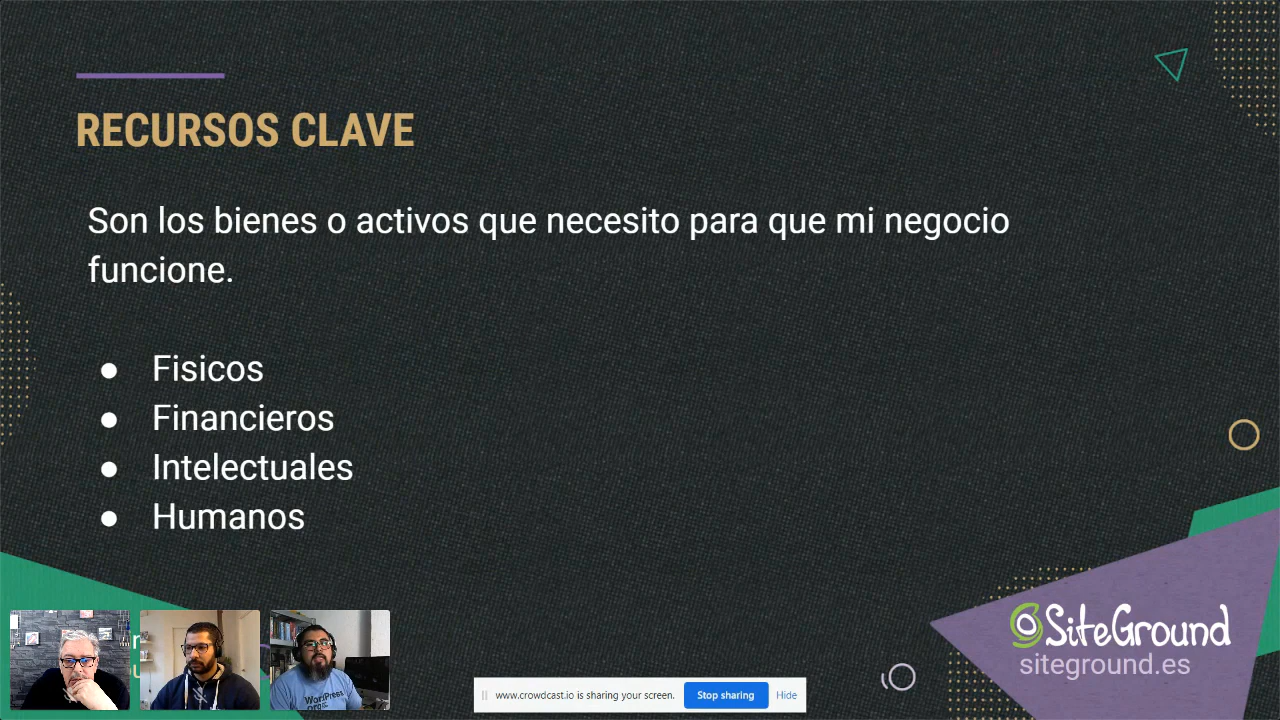 RECURSOS CLAVE
Son los bienes o activos que necesito para que mi negocio
funcione.
● Fisicos
● Financieros
● Intelectuales
● Humanos
WordPress
SiteGround
siteground.es
www.crowdcast.io is sharing your screen.
Stop sharing
Hide